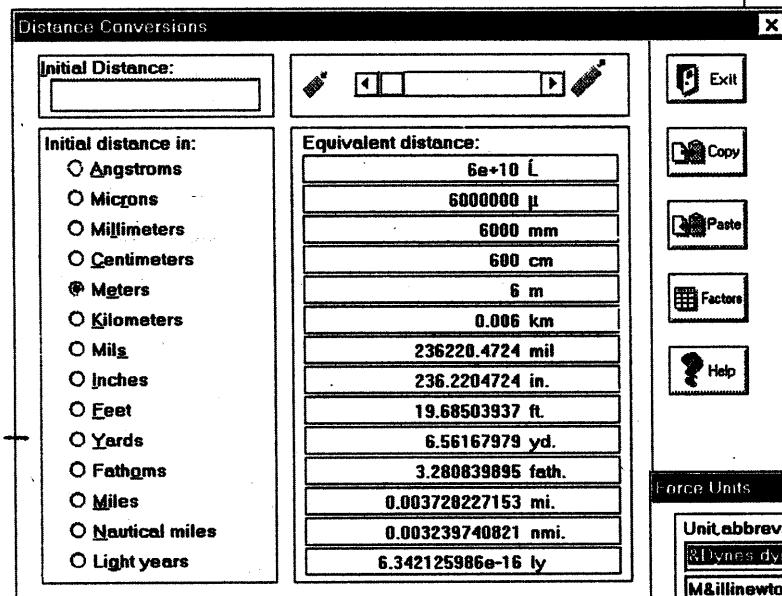 Distance Conversions
Initial Distance:
Initial distance in:
Equivalent distance:
Angstroms
6e+10 Ĺ
Microns
6000000 µ
Millimeters
6000 mm
Centimeters
600 cm
Meters
6 m
Kilometers
0.006 km
Mils
236220.4724 mil
Inches
236.2204724 in.
Feet
19.68503937 ft.
Yards
6.56167979 yd.
Fathoms
3.280839895 fath.
Miles
0.003728227153 mi.
Nautical miles
0.003239740821 nmi.
Light years
6.342125986e-16 ly
Exit
Copy
Paste
Factors
Help
Force Units
Unit,abbrev
&Dynes dy
M&illinewto